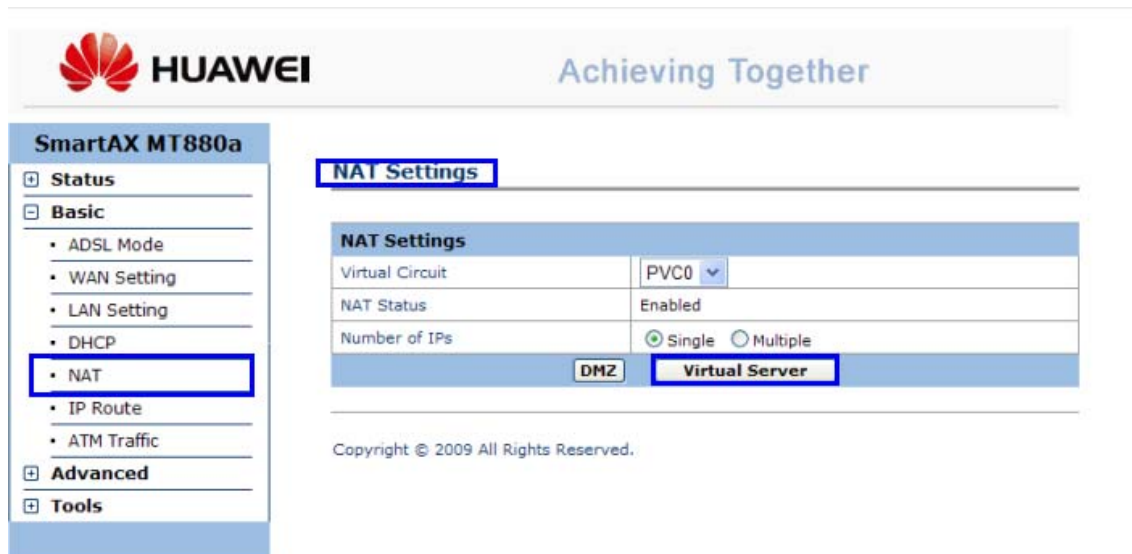 HUAWEI
Achieving Together
SmartAX MT880a
Status
Basic
ADSL Mode
WAN Setting
LAN Setting
DHCP
NAT
IP Route
ATM Traffic
Advanced
Tools
NAT Settings
NAT Settings
Virtual Circuit PVC0
NAT Status Enabled
Number of IPs Single Multiple
DMZ Virtual Server
Copyright © 2009 All Rights Reserved.